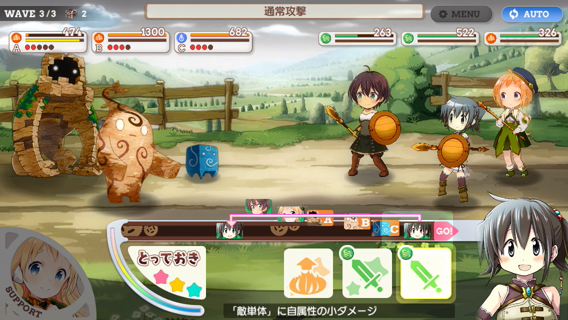 WAVE 3/3 2
通常攻撃
MENU
AUTO
474
1300
682
263
522
326
A
B
C
A
B
C
GO!
とっておき
SUPPORT
「敵単体」に自属性の小ダメージ